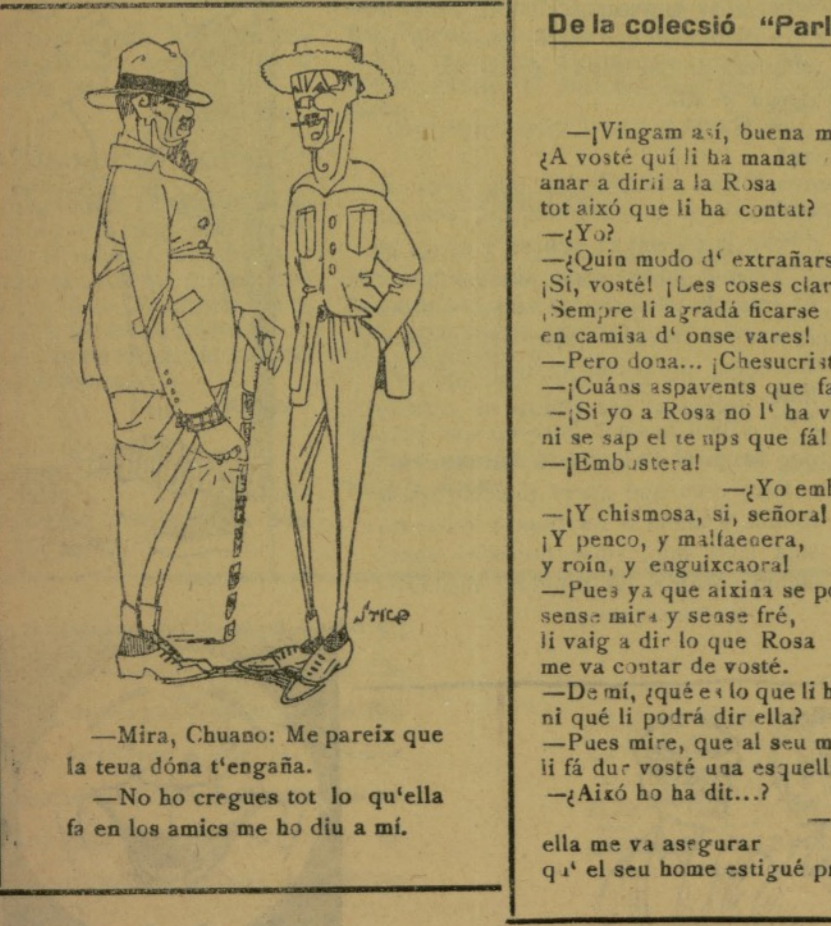 —Mira, Chuano: Me pareix que
la teua dóna t‘engaña.
—No ho cregues tot lo qu‘ella
fa en los amics me ho diu a mí.
De la colecsió “Parl
—¡Vingam así, buena m
¿A vosté quí li ha manat
anar a dirli a la Rosa
tot aixó que li ha contat?
—¿Yo?
—¿Quin modo d‘ extrañars
¡Si, vosté! ¡Les coses clar
¡Sempre li agradá ficarse
en camisa d‘ onse vares!
—Pero dona... ¡Chesucrist
—¡Cuáns aspavents que fa
—¡Si yo a Rosa no l‘ ha v
ni se sap el temps que fá!
—¡Embustera!
—¿Yo emb
—¡Y chismosa, si, señora!
¡Y penco, y malfaenera,
y roín, y enguixcaora!
—Pues ya que aixina se po
sense mirs y sense fré,
li vaig a dir lo que Rosa
me va contar de vosté.
—De mí, ¿qué es lo que li h
ni qué li podrá dir ella?
—Pues mire, que al seu m
li fá dur vosté una esquell
—¿Aixó ho ha dit...?
—
ella me va asegurar
qu‘ el seu home estigué pr